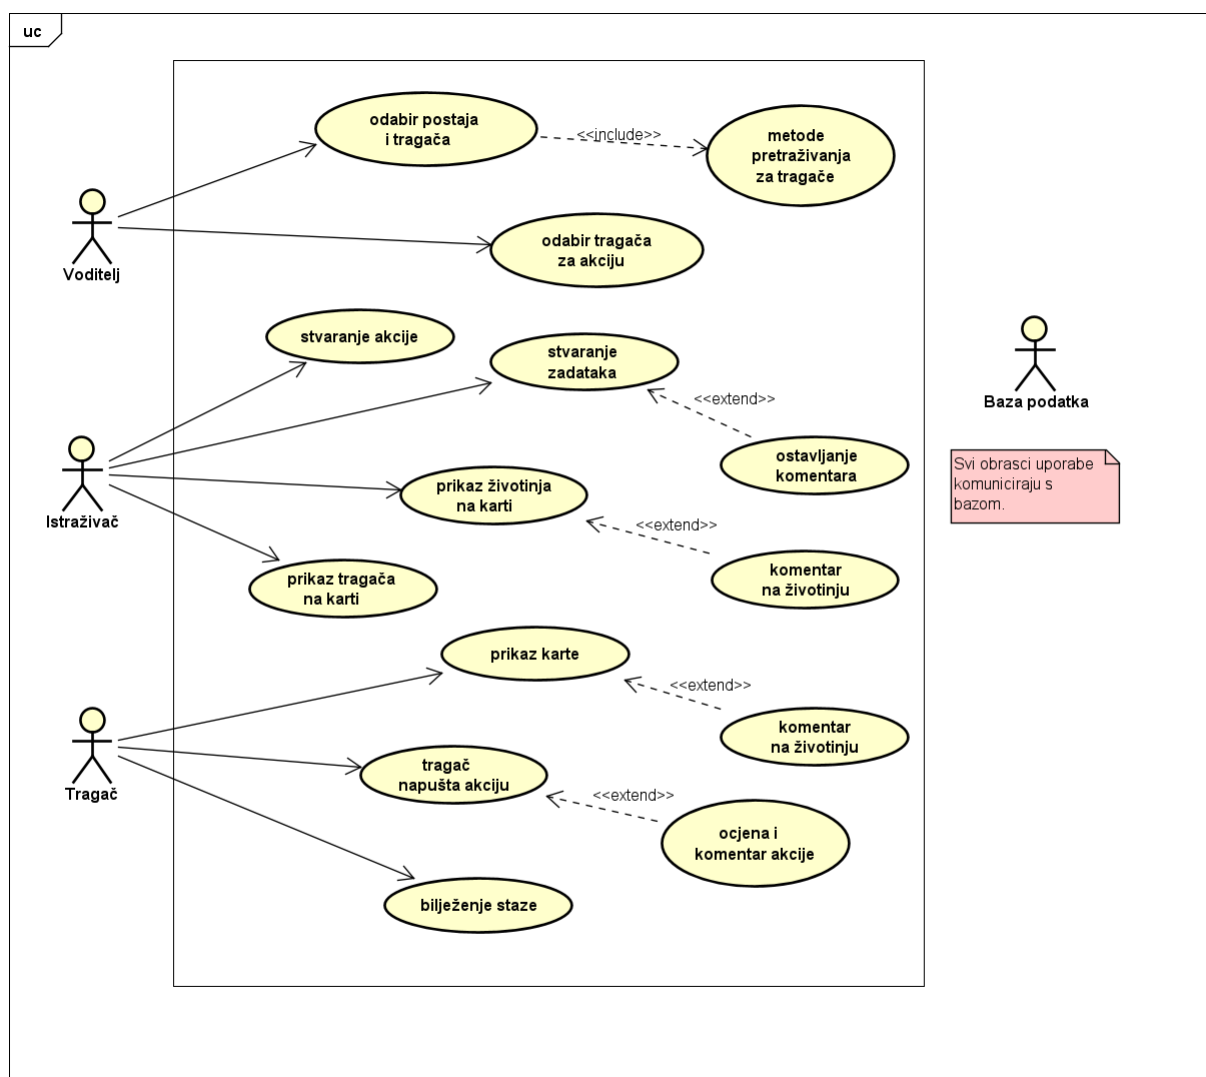 uc
odabir postaja
i tragača
<<include>>
metode
pretraživanja
za tragače
Voditelj
odabir tragača
za akciju
stvaranje akcije
stvaranje
zadataka
<<extend>>
Baza podatka
ostavljanje
komentara
Svi obrasci uporabe
komuniciraju s
bazom.
Istraživač
prikaz životinja
na karti
<<extend>>
komentar
na životinju
prikaz tragača
na karti
prikaz karte
<<extend>>
komentar
na životinju
Tragač
tragač
napušta akciju
<<extend>>
ocjena i
komentar akcije
bilježenje staze